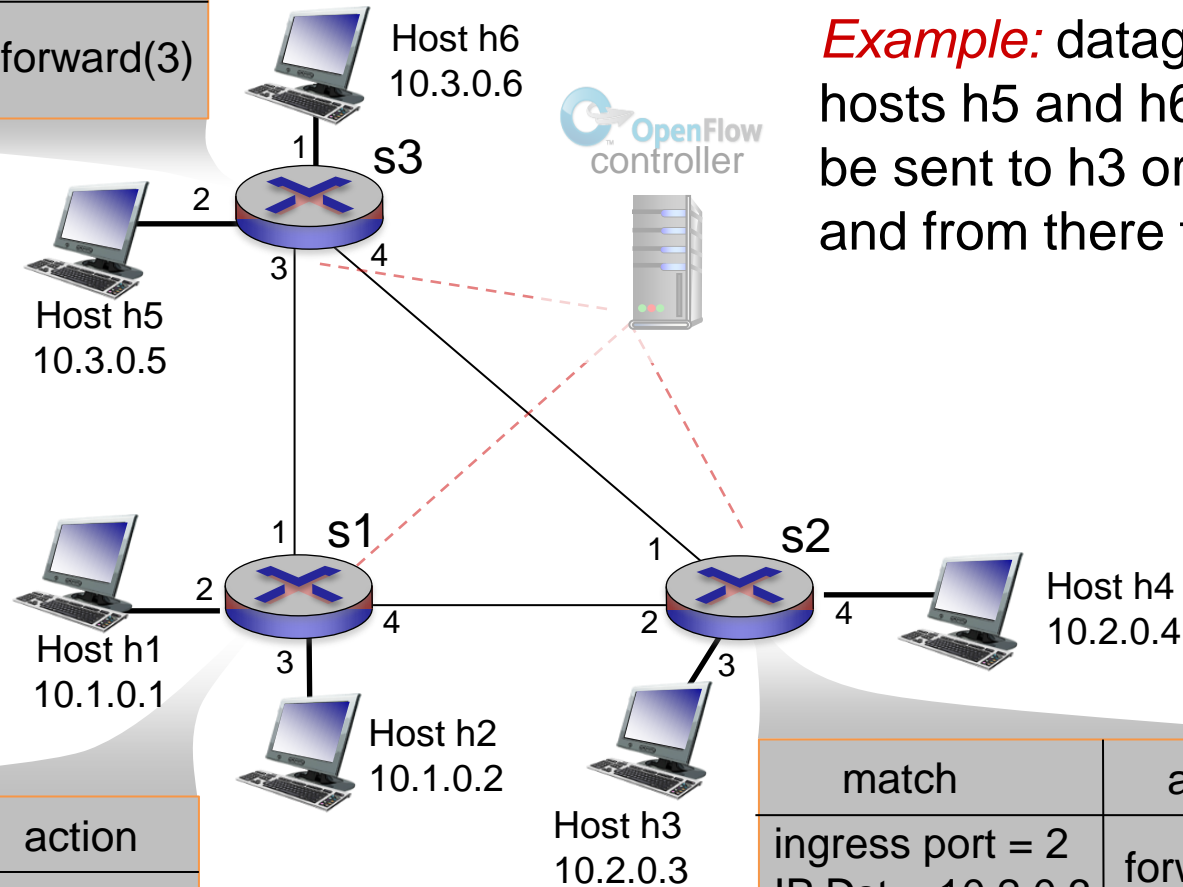 forward(3)
Host h6
10.3.0.6
Example: datag
hosts h5 and h6
be sent to h3 or
and from there
OpenFlow
controller
1
s3
2
3
4
Host h5
10.3.0.5
1
s1
2
4
3
Host h1
10.1.0.1
Host h2
10.1.0.2
1
s2
2
4
3
Host h4
10.2.0.4
Host h3
10.2.0.3
action
match
a
ingress port = 2
forw